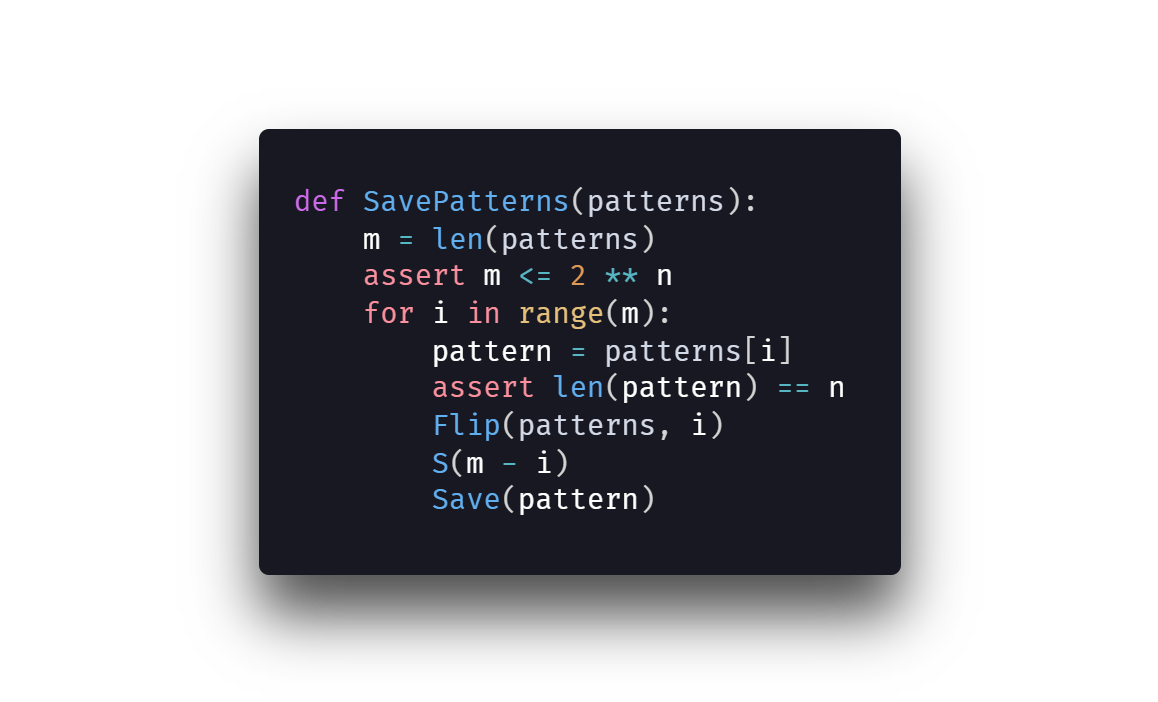 def SavePatterns(patterns):
    m = len(patterns)
    assert m <= 2 ** n
    for i in range(m):
        pattern = patterns[i]
        assert len(pattern) == n
        Flip(patterns, i)
        S(m - i)
        Save(pattern)